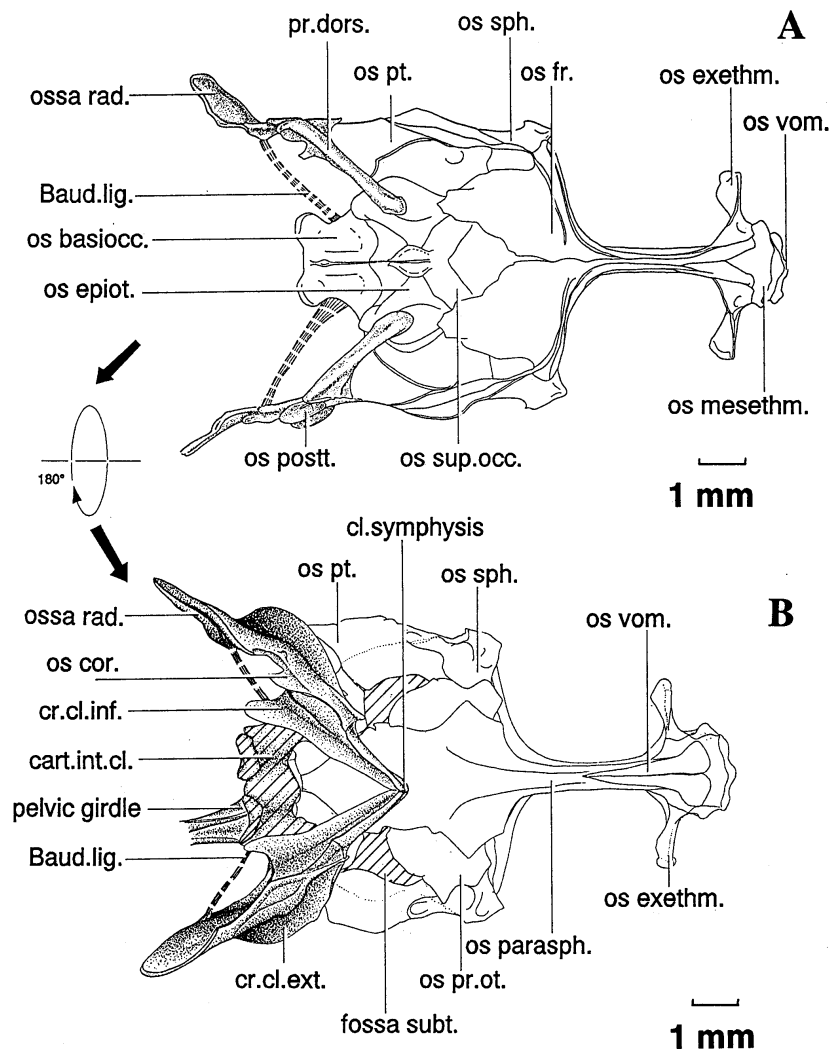 A
pr.dors.
os sph.
os pt.
os fr.
os exethm.
ossa rad.
os vom.
Baud.lig.
os basiocc.
os epiot.
os mesethm.
os postt.
os sup.occ.
180°
1 mm
cl.symphysis
B
os pt.
os sph.
ossa rad.
os vom.
os cor.
cr.cl.inf.
cart.int.cl.
pelvic girdle
Baud.lig.
os exethm.
os parasph.
cr.cl.ext.
os pr.ot.
fossa subt.
1 mm